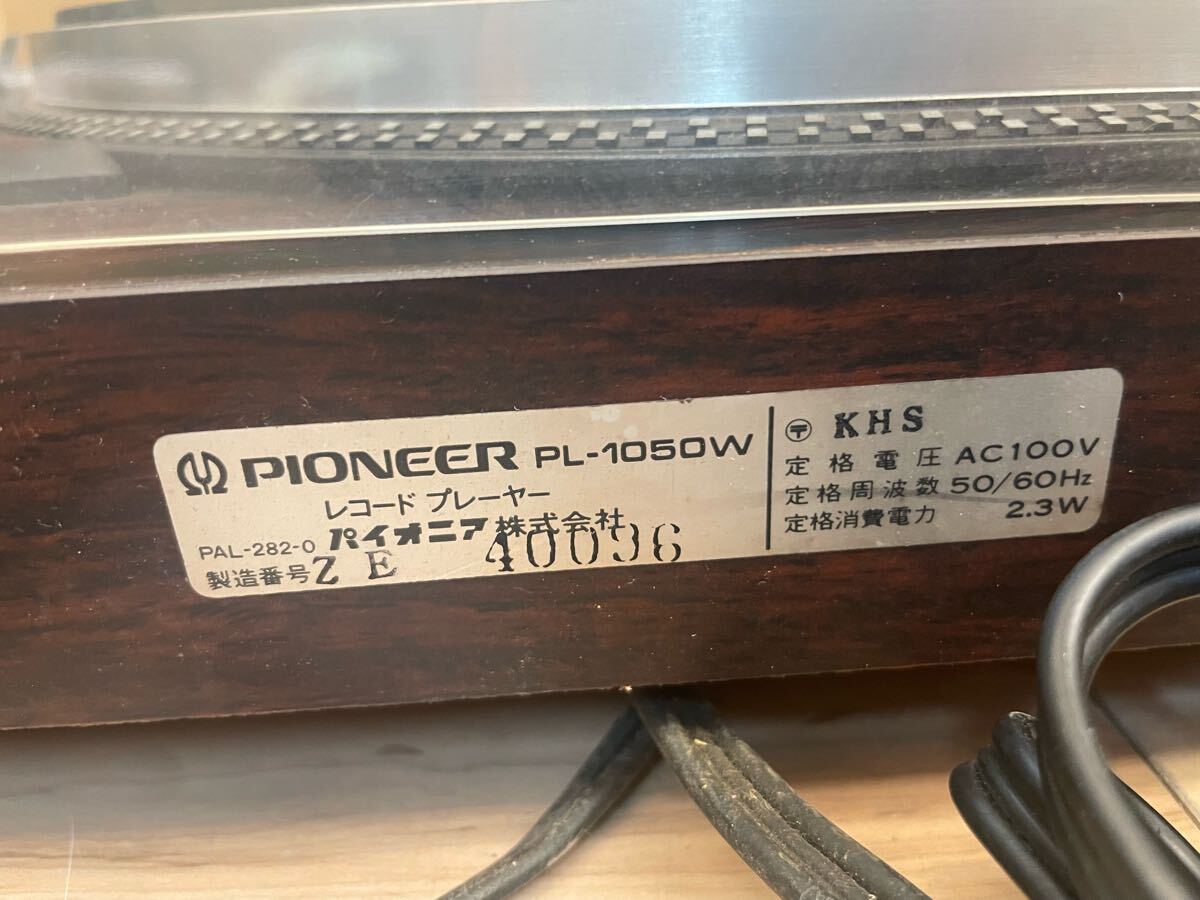 PIONEER PL-1050W
レコード プレーヤー
PAL-282-0 パイオニア株式会社
製造番号 ZE 40036
〒 KHS
定格電圧 AC100V
定格周波数 50/60Hz
定格消費電力 2.3W